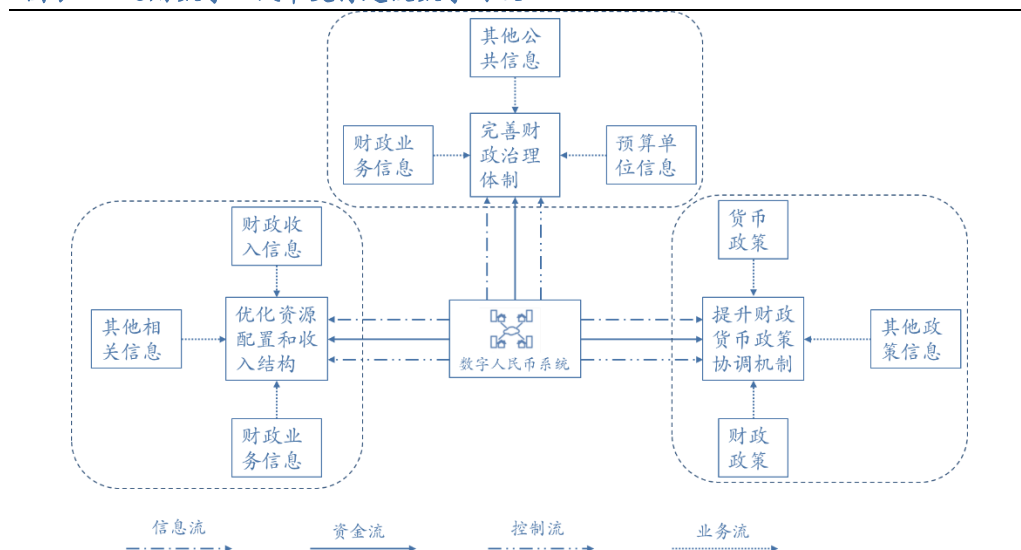 其他公
共信息
财政业
务信息
完善财
政治理
体制
预算单
位信息
财政收
入信息
货币
政策
其他相
关信息
优化资源
配置和收
入结构
数字人民币系统
提升财政
货币政策
协调机制
其他政
策信息
财政业
务信息
财政
政策
信息流
资金流
控制流
业务流